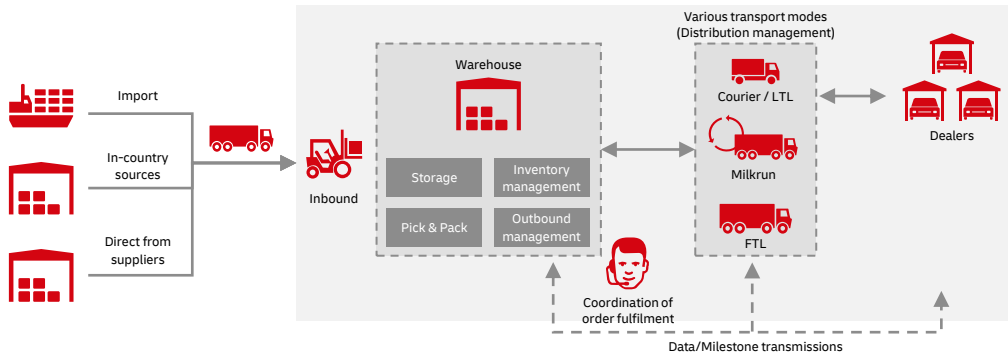 Import
In-country
sources
Direct from
suppliers
Inbound
Warehouse
Storage
Inventory
management
Pick & Pack
Outbound
management
Various transport modes
(Distribution management)
Courier / LTL
Milkrun
FTL
Dealers
Coordination of
order fulfilment
Data/Milestone transmissions